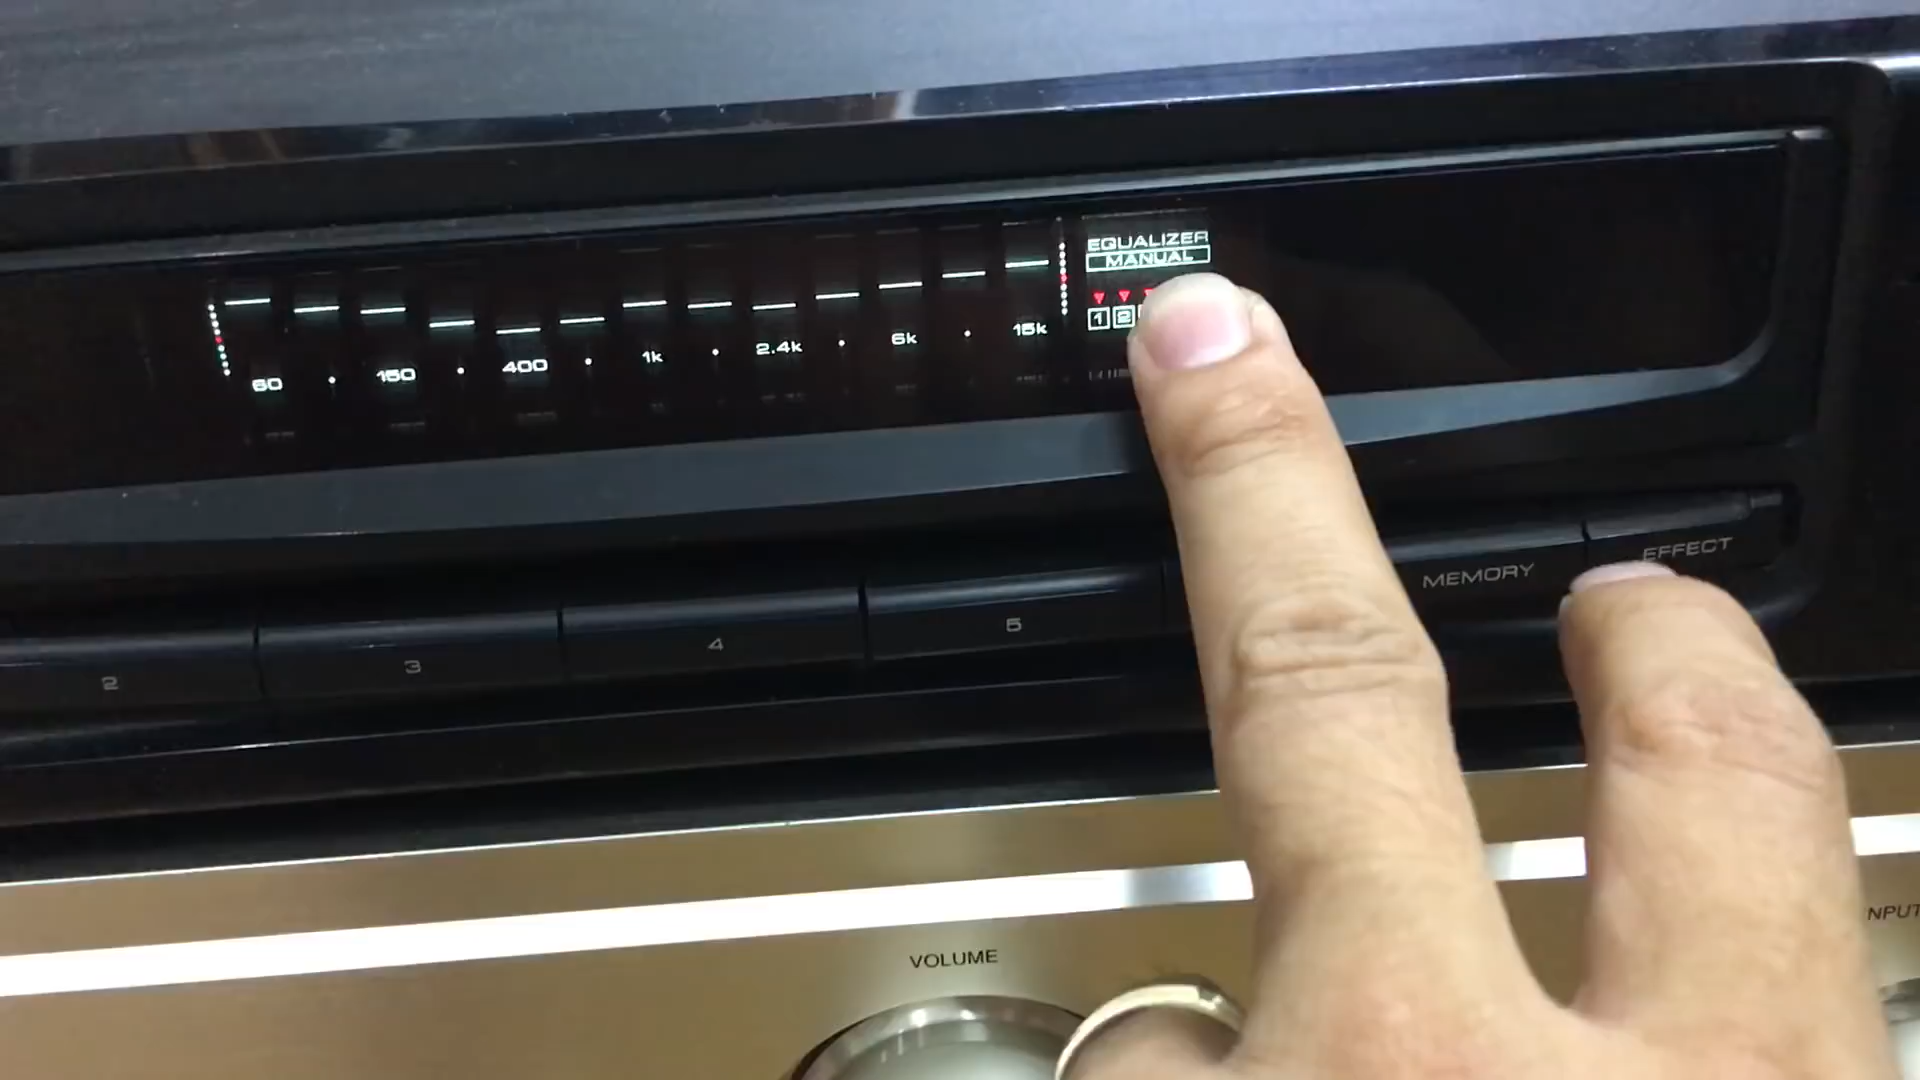 EQUALIZER
MANUAL
1 2
60 • 150 • 400 • 1k • 2.4k • 6k • 15k
2 3 4 5 MEMORY EFFECT
VOLUME
INPUT